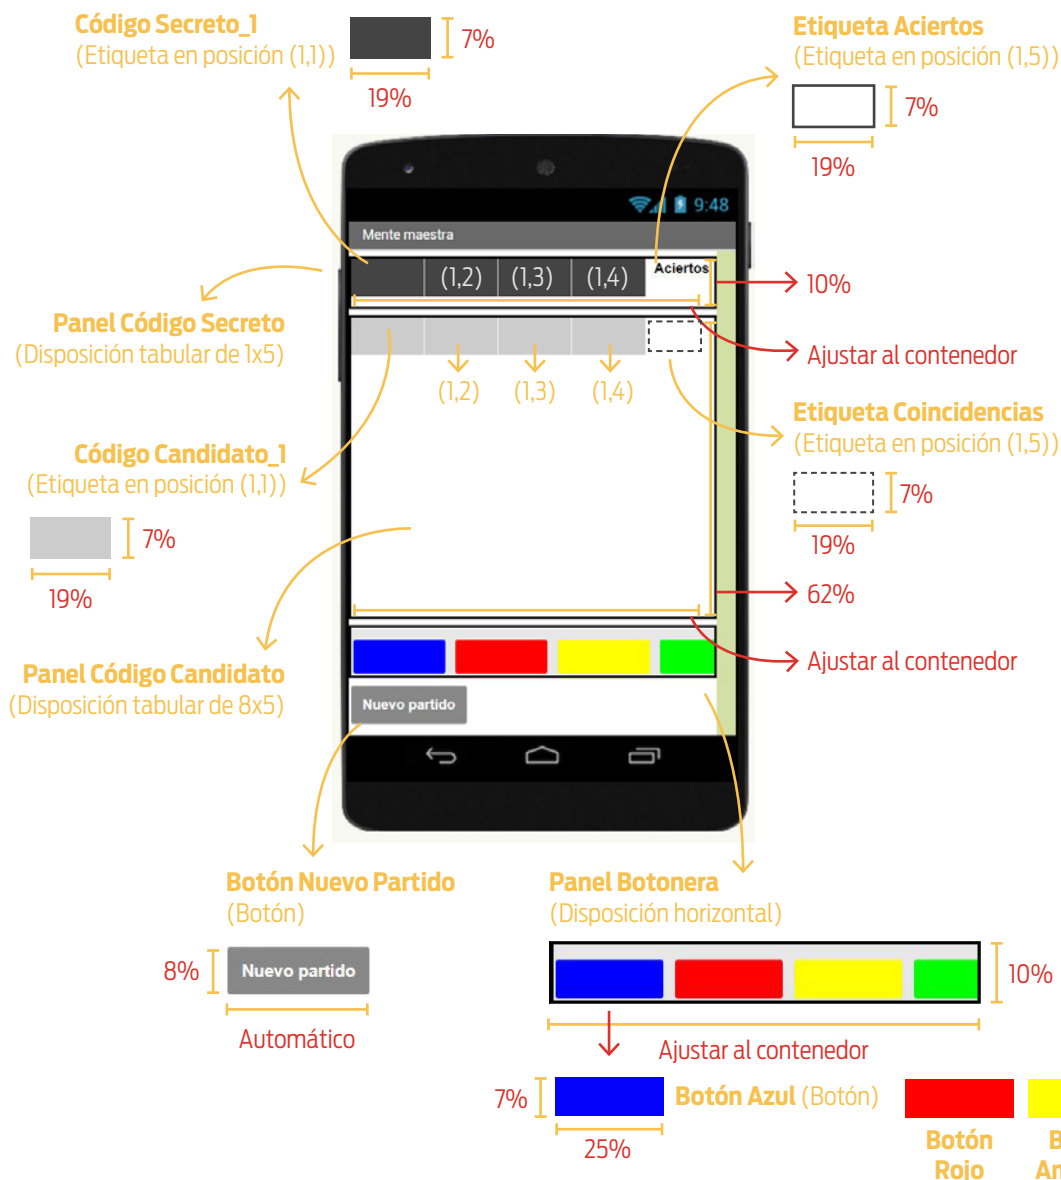 Código Secreto_1
(Etiqueta en posición (1,1))
7%
19%
Etiqueta Aciertos
(Etiqueta en posición (1,5))
7%
19%
9:48
Mente maestra
(1,2)
(1,3)
(1,4)
Aciertos
10%
Panel Código Secreto
(Disposición tabular de 1x5)
Ajustar al contenedor
(1,2)
(1,3)
(1,4)
Etiqueta Coincidencias
(Etiqueta en posición (1,5))
7%
19%
Código Candidato_1
(Etiqueta en posición (1,1))
7%
19%
62%
Panel Código Candidato
(Disposición tabular de 8x5)
Ajustar al contenedor
Nuevo partido
Botón Nuevo Partido
(Botón)
8%
Nuevo partido
Automático
Panel Botonera
(Disposición horizontal)
10%
Ajustar al contenedor
7%
25%
Botón Azul (Botón)
Botón
Rojo